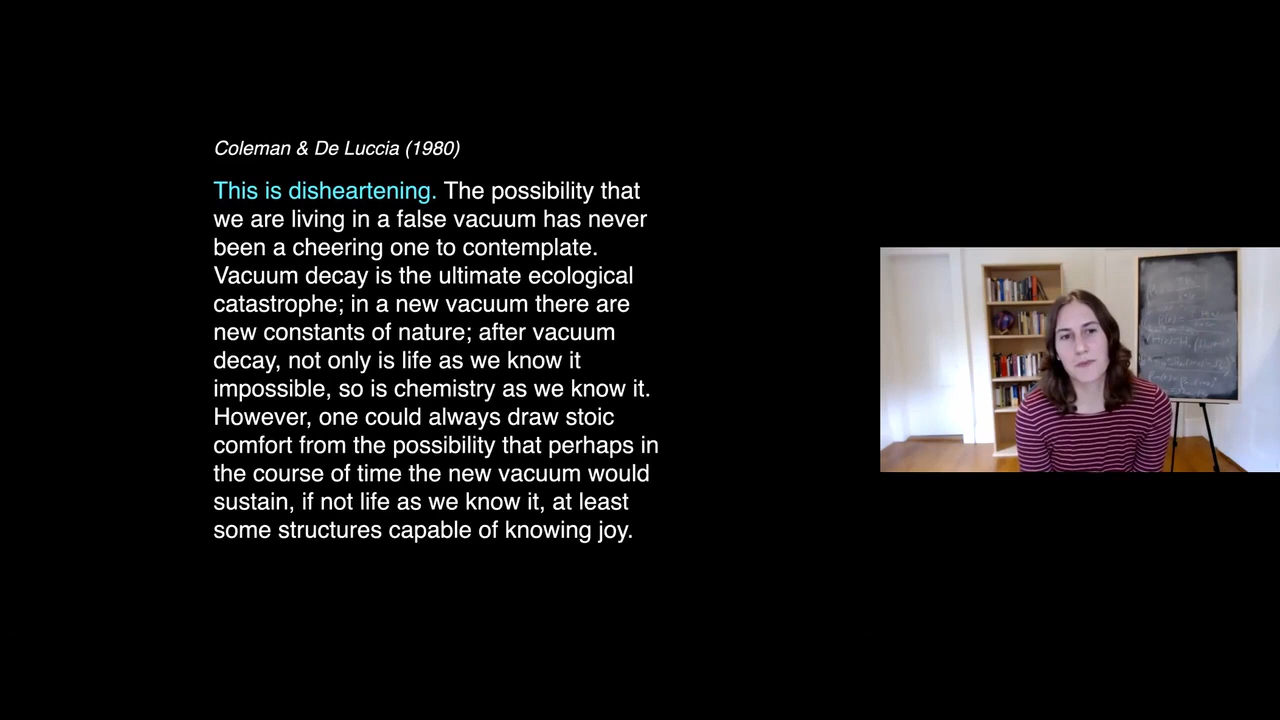 Coleman & De Luccia (1980)
This is disheartening. The possibility that
we are living in a false vacuum has never
been a cheering one to contemplate.
Vacuum decay is the ultimate ecological
catastrophe; in a new vacuum there are
new constants of nature; after vacuum
decay, not only is life as we know it
impossible, so is chemistry as we know it.
However, one could always draw stoic
comfort from the possibility that perhaps in
the course of time the new vacuum would
sustain, if not life as we know it, at least
some structures capable of knowing joy.